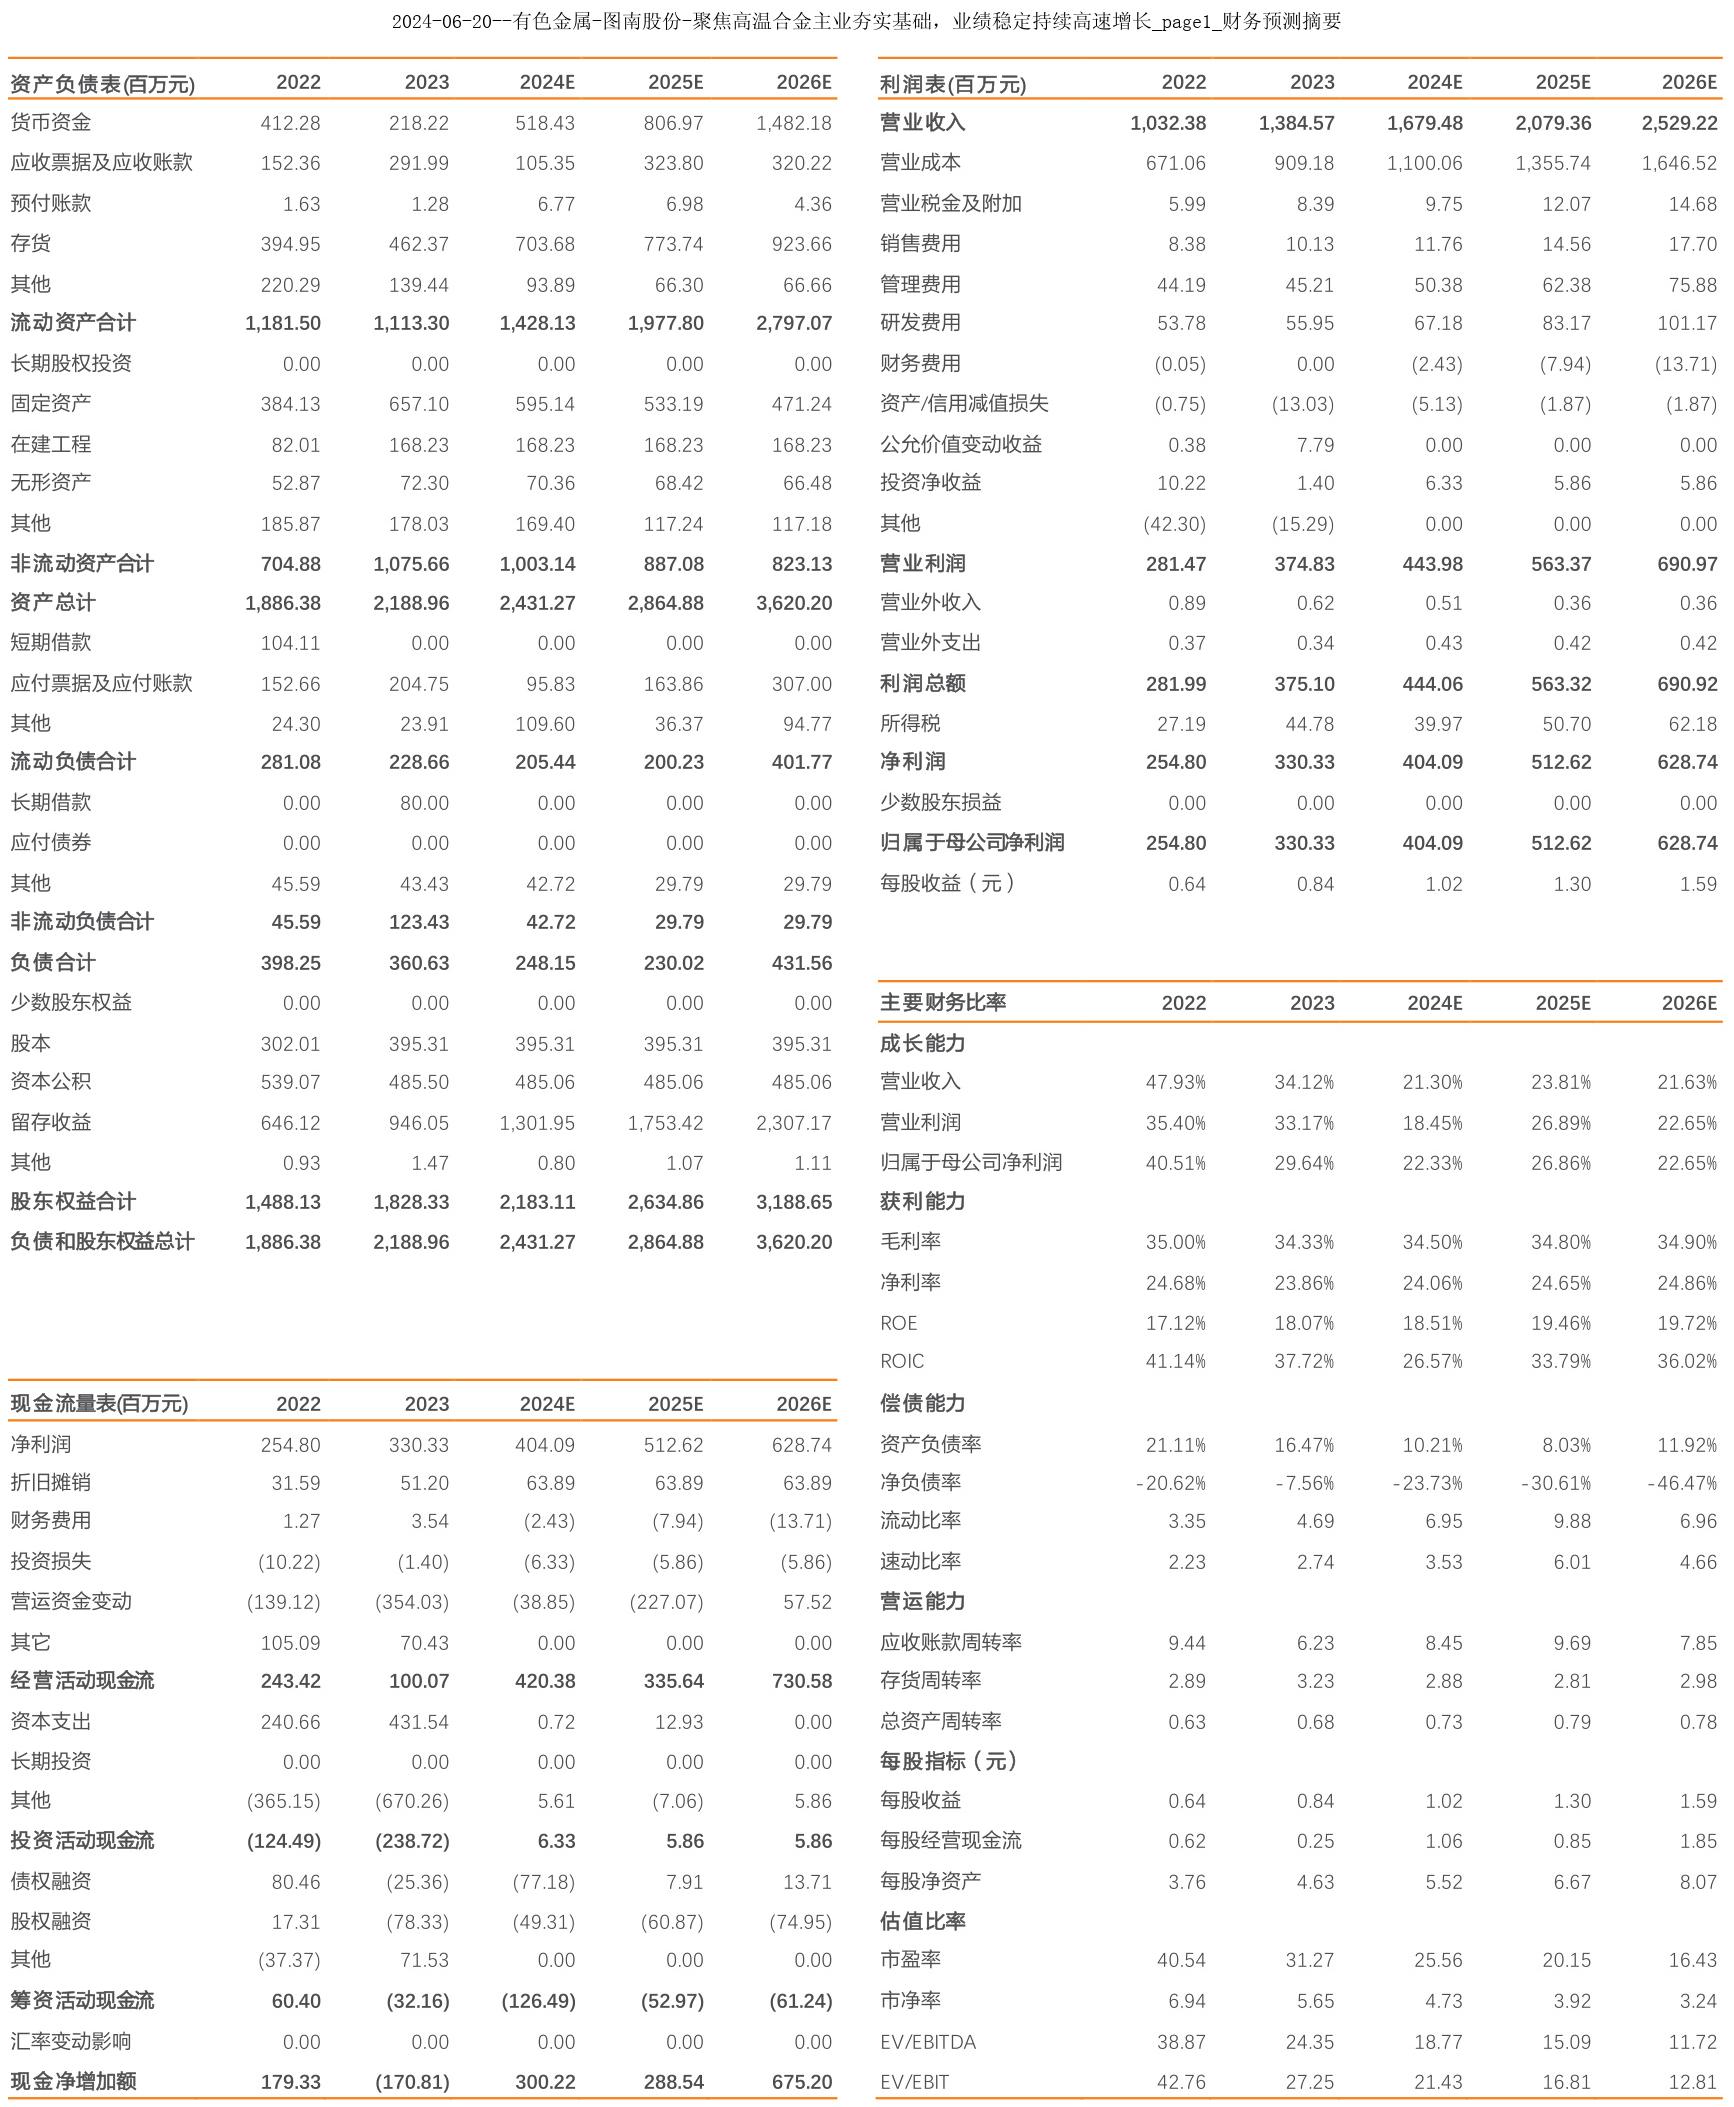 2024-06-20--有色金属-图南股份-聚焦高温合金主业夯实基础，业绩稳定持续高速增长_page1_财务预测摘要
资产负债表(百万元) 2022 2023 2024E 2025E 2026E
货币资金 412.28 218.22 518.43 806.97 1,482.18
应收票据及应收账款 152.36 291.99 105.35 323.80 320.22
预付账款 1.63 1.28 6.77 6.98 4.36
存货 394.95 462.37 703.68 773.74 923.66
其他 220.29 139.44 93.89 66.30 66.66
流动资产合计 1,181.50 1,113.30 1,428.13 1,977.80 2,797.07
长期股权投资 0.00 0.00 0.00 0.00 0.00
固定资产 384.13 657.10 595.14 533.19 471.24
在建工程 82.01 168.23 168.23 168.23 168.23
无形资产 52.87 72.30 70.36 68.42 66.48
其他 185.87 178.03 169.40 117.24 117.18
非流动资产合计 704.88 1,075.66 1,003.14 887.08 823.13
资产总计 1,886.38 2,188.96 2,431.27 2,864.88 3,620.20
短期借款 104.11 0.00 0.00 0.00 0.00
应付票据及应付账款 152.66 204.75 95.83 163.86 307.00
其他 24.30 23.91 109.60 36.37 94.77
流动负债合计 281.08 228.66 205.44 200.23 401.77
长期借款 0.00 80.00 0.00 0.00 0.00
应付债券 0.00 0.00 0.00 0.00 0.00
其他 45.59 43.43 42.72 29.79 29.79
非流动负债合计 45.59 123.43 42.72 29.79 29.79
负债合计 398.25 360.63 248.15 230.02 431.56
少数股东权益 0.00 0.00 0.00 0.00 0.00
股本 302.01 395.31 395.31 395.31 395.31
资本公积 539.07 485.50 485.06 485.06 485.06
留存收益 646.12 946.05 1,301.95 1,753.42 2,307.17
其他 0.93 1.47 0.80 1.07 1.11
股东权益合计 1,488.13 1,828.33 2,183.11 2,634.86 3,188.65
负债和股东权益总计 1,886.38 2,188.96 2,431.27 2,864.88 3,620.20
现金流量表(百万元) 2022 2023 2024E 2025E 2026E
净利润 254.80 330.33 404.09 512.62 628.74
折旧摊销 31.59 51.20 63.89 63.89 63.89
财务费用 1.27 3.54 (2.43) (7.94) (13.71)
投资损失 (10.22) (1.40) (6.33) (5.86) (5.86)
营运资金变动 (139.12) (354.03) (38.85) (227.07) 57.52
其它 105.09 70.43 0.00 0.00 0.00
经营活动现金流 243.42 100.07 420.38 335.64 730.58
资本支出 240.66 431.54 0.72 12.93 0.00
长期投资 0.00 0.00 0.00 0.00 0.00
其他 (365.15) (670.26) 5.61 (7.06) 5.86
投资活动现金流 (124.49) (238.72) 6.33 5.86 5.86
债权融资 80.46 (25.36) (77.18) 7.91 13.71
股权融资 17.31 (78.33) (49.31) (60.87) (74.95)
其他 (37.37) 71.53 0.00 0.00 0.00
筹资活动现金流 60.40 (32.16) (126.49) (52.97) (61.24)
汇率变动影响 0.00 0.00 0.00 0.00 0.00
现金净增加额 179.33 (170.81) 300.22 288.54 675.20
利润表(百万元) 2022 2023 2024E 2025E 2026E
营业收入 1,032.38 1,384.57 1,679.48 2,079.36 2,529.22
营业成本 671.06 909.18 1,100.06 1,355.74 1,646.52
营业税金及附加 5.99 8.39 9.75 12.07 14.68
销售费用 8.38 10.13 11.76 14.56 17.70
管理费用 44.19 45.21 50.38 62.38 75.88
研发费用 53.78 55.95 67.18 83.17 101.17
财务费用 (0.05) 0.00 (2.43) (7.94) (13.71)
资产/信用减值损失 (0.75) (13.03) (5.13) (1.87) (1.87)
公允价值变动收益 0.38 7.79 0.00 0.00 0.00
投资净收益 10.22 1.40 6.33 5.86 5.86
其他 (42.30) (15.29) 0.00 0.00 0.00
营业利润 281.47 374.83 443.98 563.37 690.97
营业外收入 0.89 0.62 0.51 0.36 0.36
营业外支出 0.37 0.34 0.43 0.42 0.42
利润总额 281.99 375.10 444.06 563.32 690.92
所得税 27.19 44.78 39.97 50.70 62.18
净利润 254.80 330.33 404.09 512.62 628.74
少数股东损益 0.00 0.00 0.00 0.00 0.00
归属于母公司净利润 254.80 330.33 404.09 512.62 628.74
每股收益（元） 0.64 0.84 1.02 1.30 1.59
主要财务比率 2022 2023 2024E 2025E 2026E
成长能力
营业收入 47.93% 34.12% 21.30% 23.81% 21.63%
营业利润 35.40% 33.17% 18.45% 26.89% 22.65%
归属于母公司净利润 40.51% 29.64% 22.33% 26.86% 22.65%
获利能力
毛利率 35.00% 34.33% 34.50% 34.80% 34.90%
净利率 24.68% 23.86% 24.06% 24.65% 24.86%
ROE 17.12% 18.07% 18.51% 19.46% 19.72%
ROIC 41.14% 37.72% 26.57% 33.79% 36.02%
偿债能力
资产负债率 21.11% 16.47% 10.21% 8.03% 11.92%
净负债率 -20.62% -7.56% -23.73% -30.61% -46.47%
流动比率 3.35 4.69 6.95 9.88 6.96
速动比率 2.23 2.74 3.53 6.01 4.66
营运能力
应收账款周转率 9.44 6.23 8.45 9.69 7.85
存货周转率 2.89 3.23 2.88 2.81 2.98
总资产周转率 0.63 0.68 0.73 0.79 0.78
每股指标（元）
每股收益 0.64 0.84 1.02 1.30 1.59
每股经营现金流 0.62 0.25 1.06 0.85 1.85
每股净资产 3.76 4.63 5.52 6.67 8.07
估值比率
市盈率 40.54 31.27 25.56 20.15 16.43
市净率 6.94 5.65 4.73 3.92 3.24
EV/EBITDA 38.87 24.35 18.77 15.09 11.72
EV/EBIT 42.76 27.25 21.43 16.81 12.81